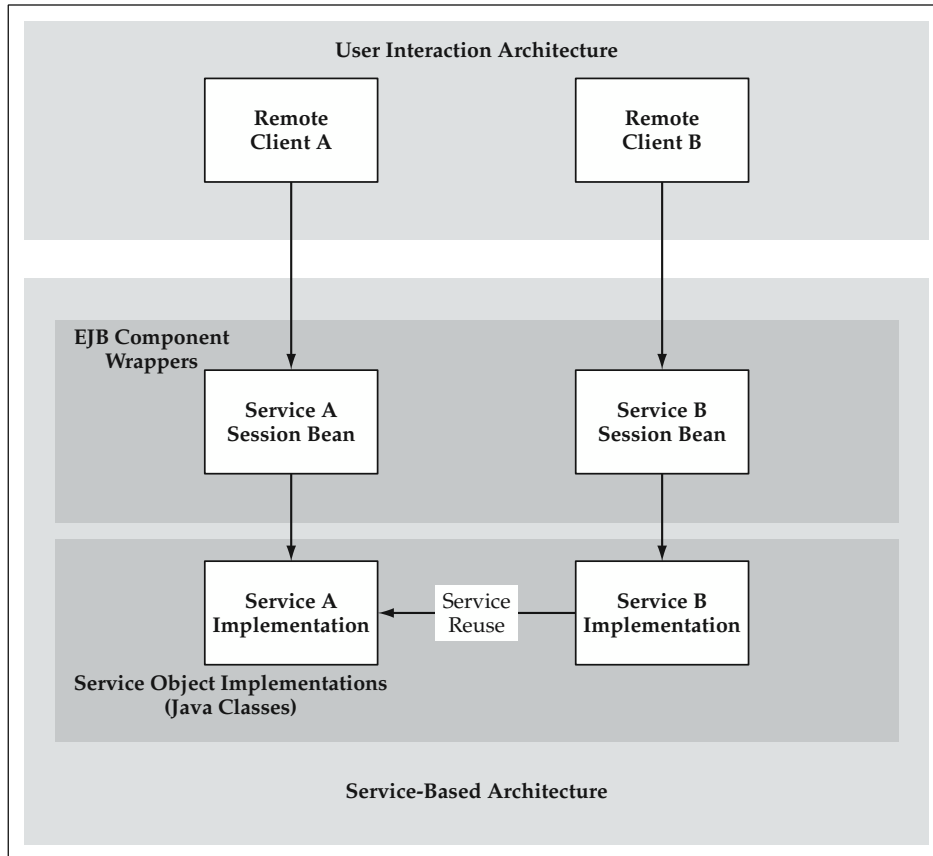 User Interaction Architecture
Remote
Client A
Remote
Client B
EJB Component
Wrappers
Service A
Session Bean
Service B
Session Bean
Service A
Implementation
Service
Reuse
Service B
Implementation
Service Object Implementations
(Java Classes)
Service-Based Architecture